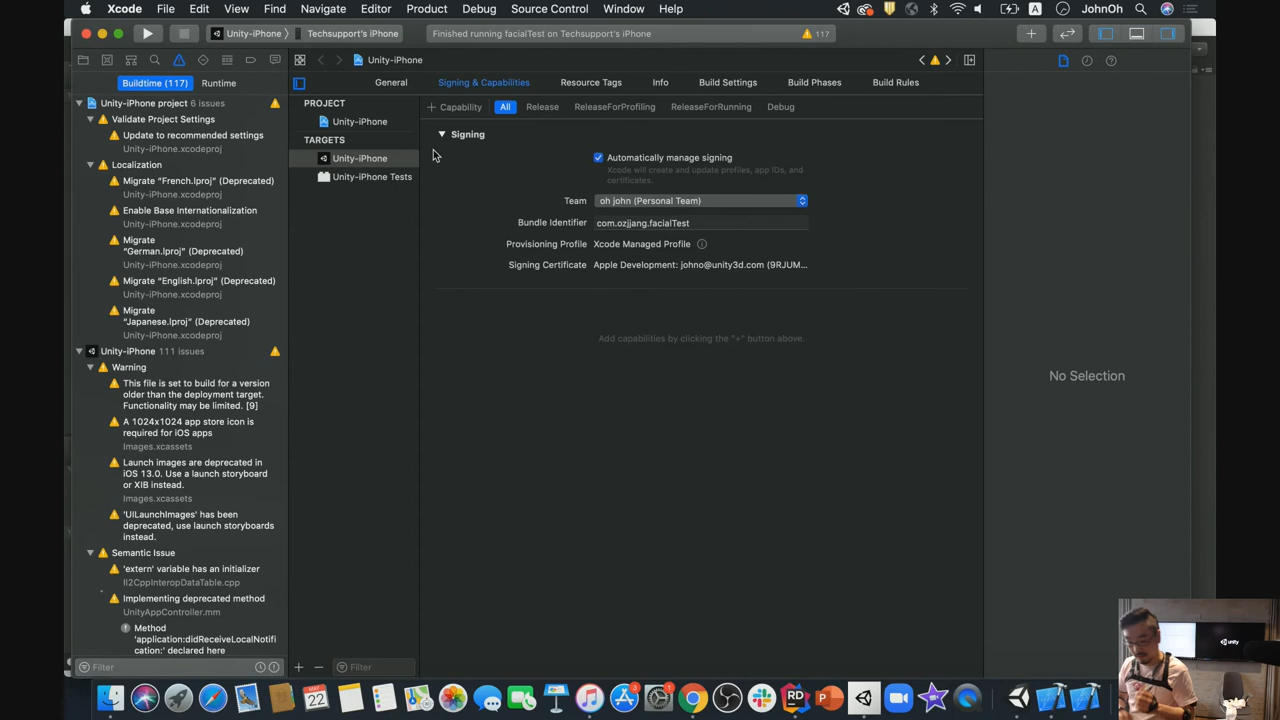 Xcode File Edit View Find Navigate Editor Product Debug Source Control Window Help
A JohnOh
Unity-iPhone Techsupport's iPhone
Finished running facialTest on Techsupport's iPhone
117
Unity-iPhone
Buildtime (117) Runtime
General Signing & Capabilities Resource Tags Info Build Settings Build Phases Build Rules
+ Capability All Release ReleaseForProfiling ReleaseForRunning Debug
Unity-iPhone project 6 issues
Validate Project Settings
Update to recommended settings
Unity-iPhone.xcodeproj
Localization
Migrate “French.lproj” (Deprecated)
Unity-iPhone.xcodeproj
Enable Base Internationalization
Unity-iPhone.xcodeproj
Migrate
“German.lproj” (Deprecated)
Unity-iPhone.xcodeproj
Migrate “English.lproj” (Deprecated)
Unity-iPhone.xcodeproj
Migrate
“Japanese.lproj” (Deprecated)
Unity-iPhone.xcodeproj
Unity-iPhone 111 issues
Warning
This file is set to build for a version
older than the deployment target.
Functionality may be limited. [9]
A 1024x1024 app store icon is
required for iOS apps
Images.xcassets
Launch images are deprecated in
iOS 13.0. Use a launch storyboard
or XIB instead.
Images.xcassets
'UILaunchImages' has been
deprecated, use launch storyboards
instead.
Semantic Issue
'extern' variable has an initializer
Il2CppInteropDataTable.cpp
Implementing deprecated method
UnityAppController.mm
Method
'application:didReceiveLocalNotifi
cation:' declared here
Filter
PROJECT
Unity-iPhone
TARGETS
Unity-iPhone
Unity-iPhone Tests
Filter
Signing
Automatically manage signing
Xcode will create and update profiles, app IDs, and
certificates.
Team oh john (Personal Team)
Bundle Identifier com.ozjjang.facialTest
Provisioning Profile Xcode Managed Profile
Signing Certificate Apple Development: johno@unity3d.com (9RJUM...
Add capabilities by clicking the "+" button above.
No Selection
unity
MAY
22
3
1
RD
P